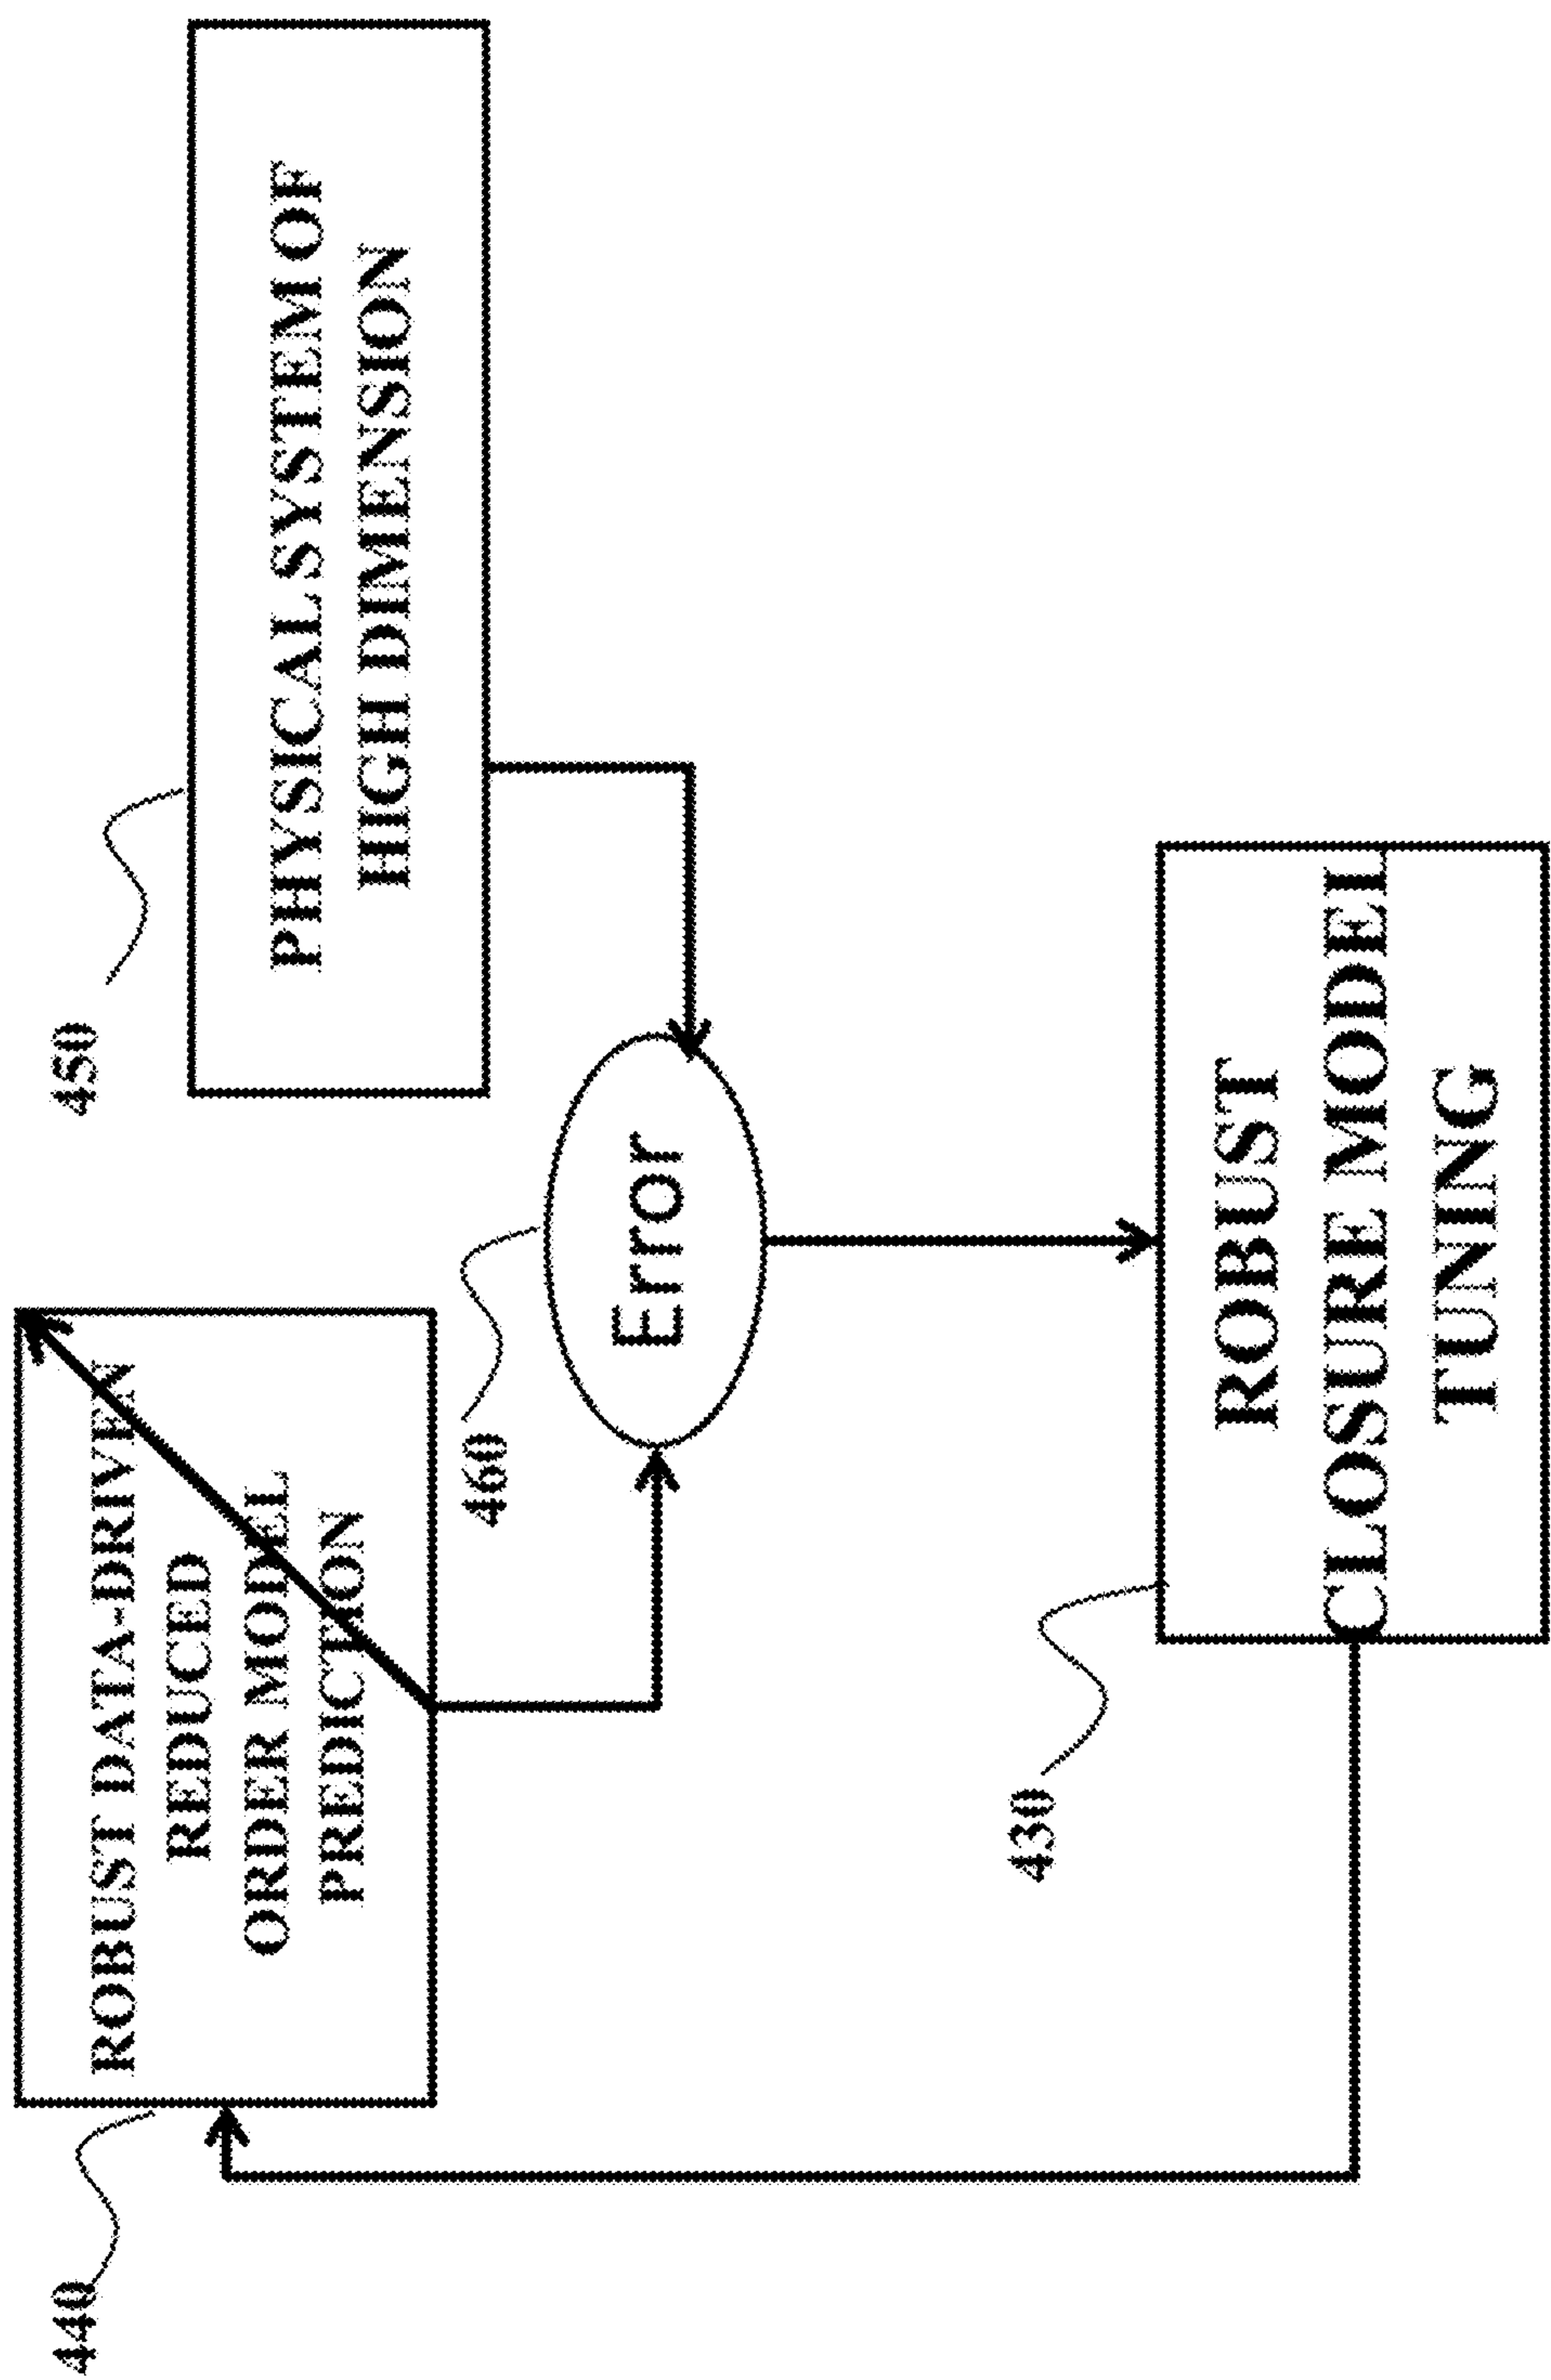 440
ROBUST DATA-DRIVEN
REDUCED
ORDER MODEL
PREDICTION
450
PHYSICAL SYSTEM OF
HIGH DIMENSION
460
Error
430
ROBUST
CLOSURE MODEL
TUNING